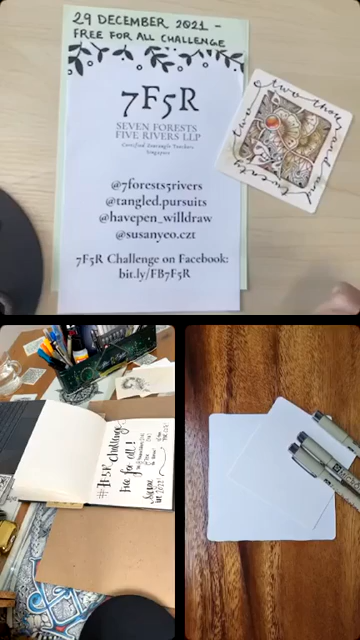 29 DECEMBER 2021 -
FREE FOR ALL CHALLENGE
7F5R
SEVEN FORESTS
FIVE RIVERS LLP
Certified Zentangle Teachers
Singapore
@7forests5rivers
@tangled.pursuits
@havepen_willdraw
@susanyeo.czt
7F5R Challenge on Facebook:
bit.ly/FB7F5R
two thousand and twenty two
#7F5R Challenge
Free for all!